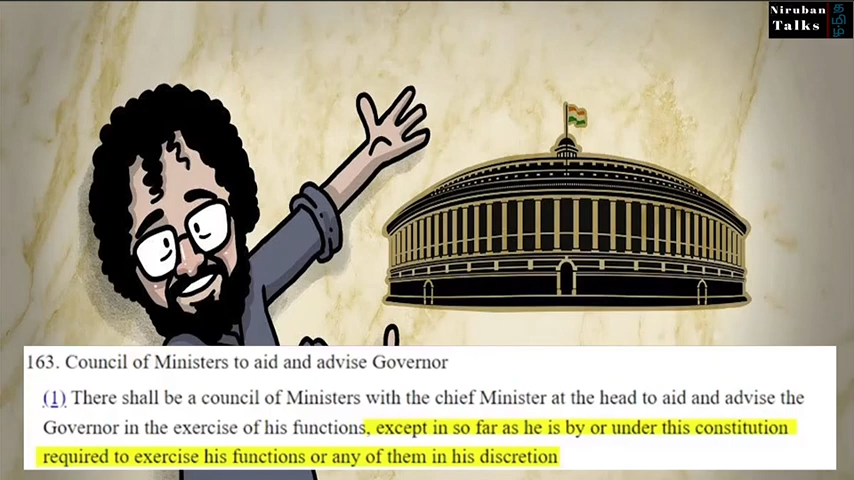 Niruban
Talks
163. Council of Ministers to aid and advise Governor
(1) There shall be a council of Ministers with the chief Minister at the head to aid and advise the
Governor in the exercise of his functions, except in so far as he is by or under this constitution
required to exercise his functions or any of them in his discretion